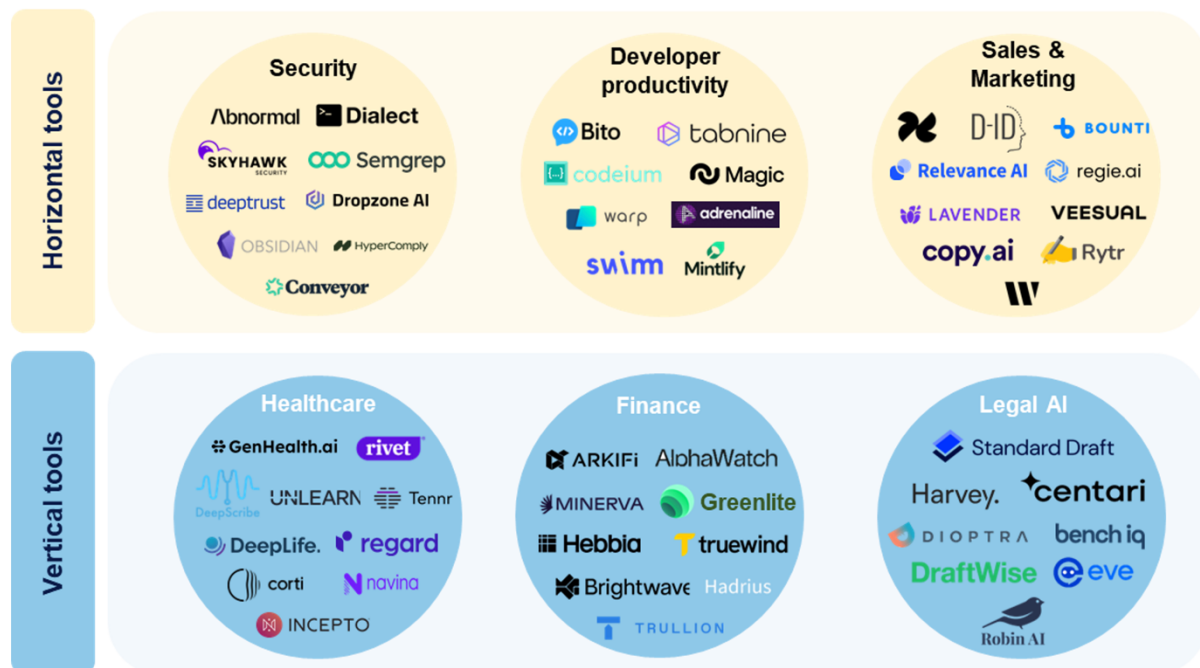 Horizontal tools
Security
Abnormal Dialect
SKYHAWK SECURITY Semgrep
deeptrust Dropzone AI
OBSIDIAN HyperComply
Conveyor
Developer productivity
Bito tabnine
codeium Magic
warp adrenaline
swimm Mintlify
Sales & Marketing
D-ID BOUNTI
Relevance AI regie.ai
LAVENDER VEESUAL
copy.ai Rytr
W
Vertical tools
Healthcare
GenHealth.ai rivet
DeepScribe UNLEARN Tennr
DeepLife. regard
corti navina
INCEPTO
Finance
ARKIFi AlphaWatch
MINERVA Greenlite
Hebbia truewind
Brightwave Hadrius
TRULLION
Legal AI
Standard Draft
Harvey. centari
DIOPTRA bench iq
DraftWise eve
Robin AI